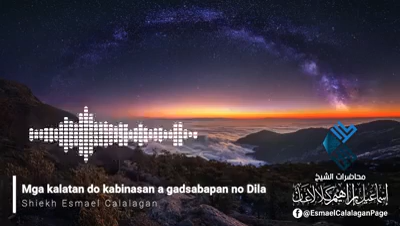 Mga kalatan do kabinasan a gadsabapan no Dila
Shiekh Esmael Calalagan
محاضرات الشيخ
@EsmaelCalalaganPage